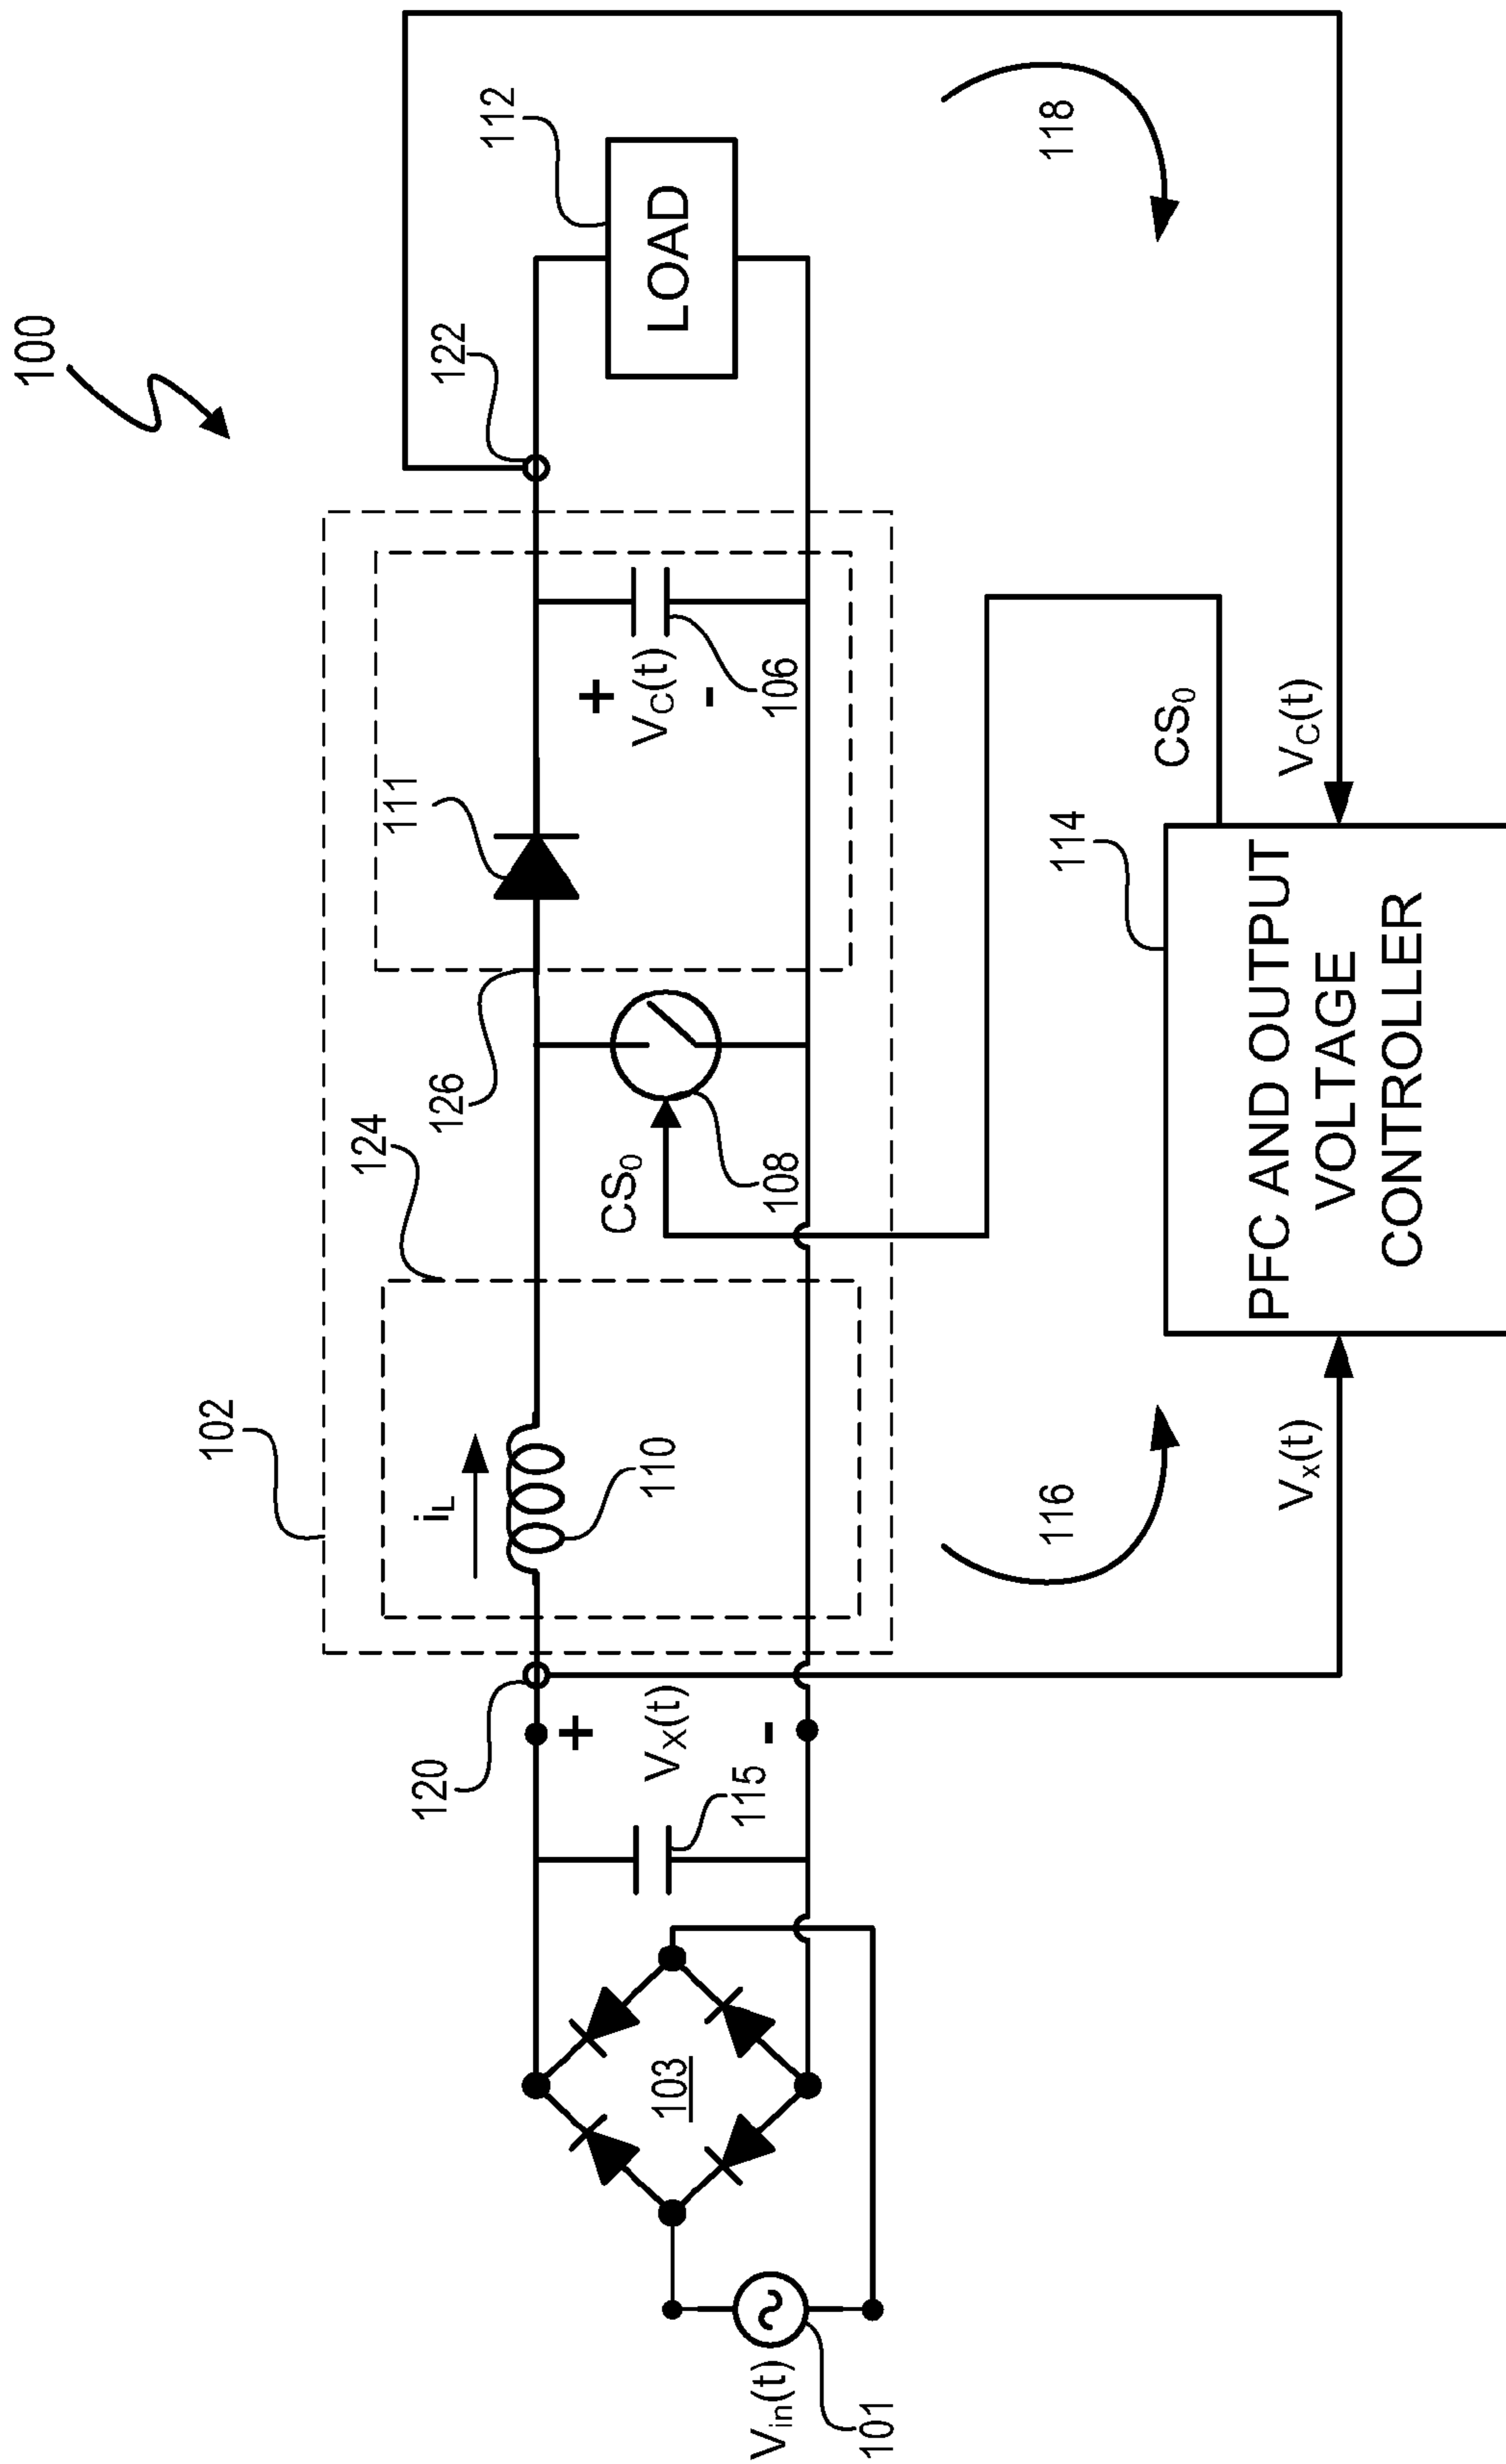 100
102
124
126
111
122
112
LOAD
iL
110
CS0
108
+
VC(t)
-
106
120
+
VX(t)
-
115
103
Vin(t)
101
116
118
114
CS0
Vx(t)
VC(t)
PFC AND OUTPUT
VOLTAGE
CONTROLLER